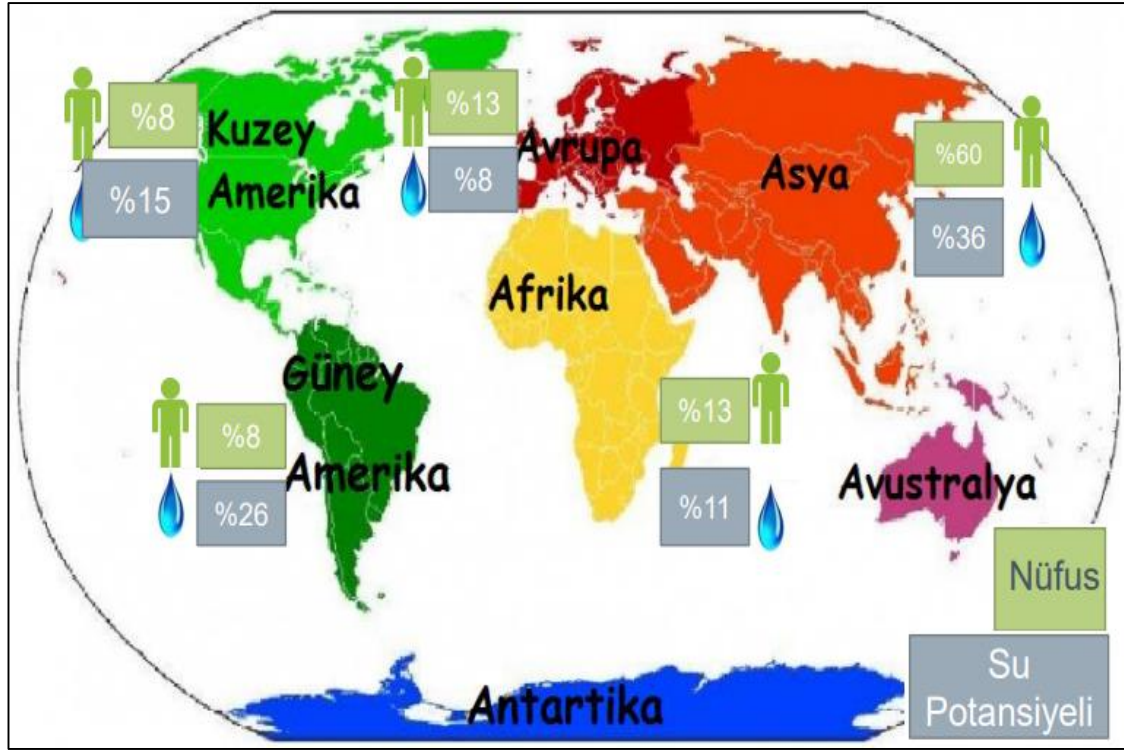 %8
%15
Kuzey
Amerika
%13
%8
Avrupa
Asya
%60
%36
Afrika
Güney
Amerika
%8
%26
%13
%11
Avustralya
Antartika
Nüfus
Su
Potansiyeli